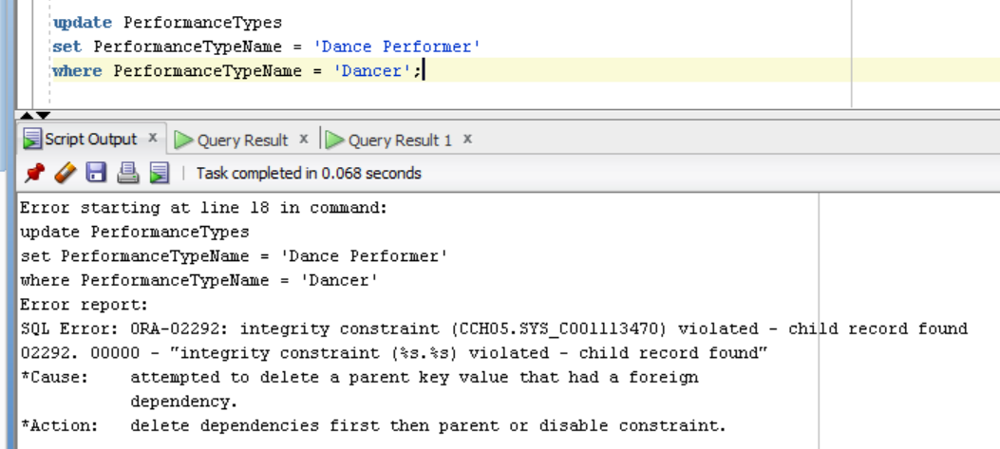 update PerformanceTypes
set PerformanceTypeName = 'Dance Performer'
where PerformanceTypeName = 'Dancer';
Script Output x Query Result x Query Result 1 x
Task completed in 0.068 seconds
Error starting at line 18 in command:
update PerformanceTypes
set PerformanceTypeName = 'Dance Performer'
where PerformanceTypeName = 'Dancer'
Error report:
SQL Error: ORA-02292: integrity constraint (CCH05.SYS_C001113470) violated - child record found
02292. 00000 - "integrity constraint (%s.%s) violated - child record found"
*Cause:    attempted to delete a parent key value that had a foreign
           dependency.
*Action:   delete dependencies first then parent or disable constraint.